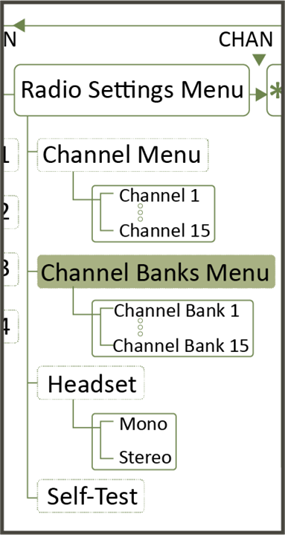 N
CHAN
Radio Settings Menu
*
1
Channel Menu
Channel 1
2
Channel 15
3
Channel Banks Menu
Channel Bank 1
4
Channel Bank 15
Headset
Mono
Stereo
Self-Test